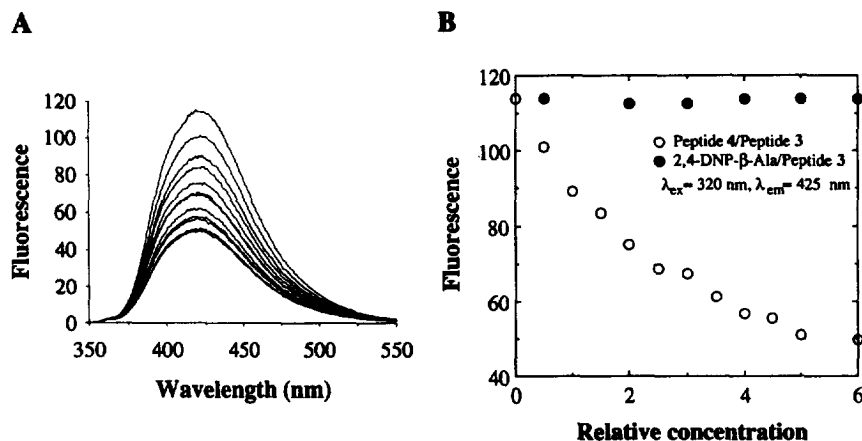 A
Fluorescence
120
100
80
60
40
20
0
350
400
450
500
550
Wavelength (nm)
B
Fluorescence
120
100
80
60
40
0
2
4
6
Peptide 4/Peptide 3
2,4-DNP-β-Ala/Peptide 3
λex= 320 nm, λem= 425 nm
Relative concentration